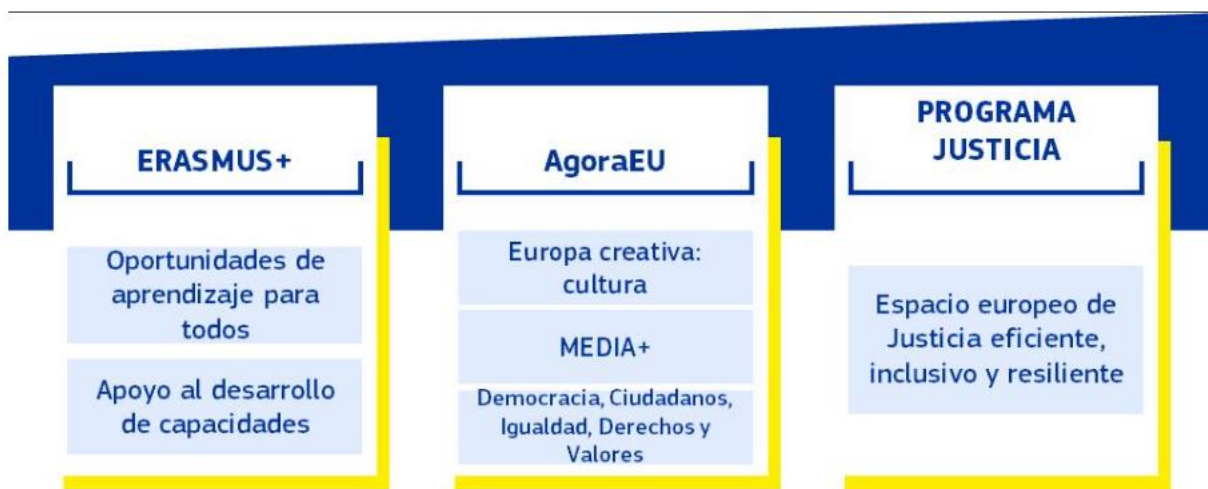 ERASMUS+
Oportunidades de
aprendizaje para
todos
Apoyo al desarrollo
de capacidades
AgoraEU
Europa creativa:
cultura
MEDIA+
Democracia, Ciudadanos,
Igualdad, Derechos y
Valores
PROGRAMA
JUSTICIA
Espacio europeo de
Justicia eficiente,
inclusivo y resiliente